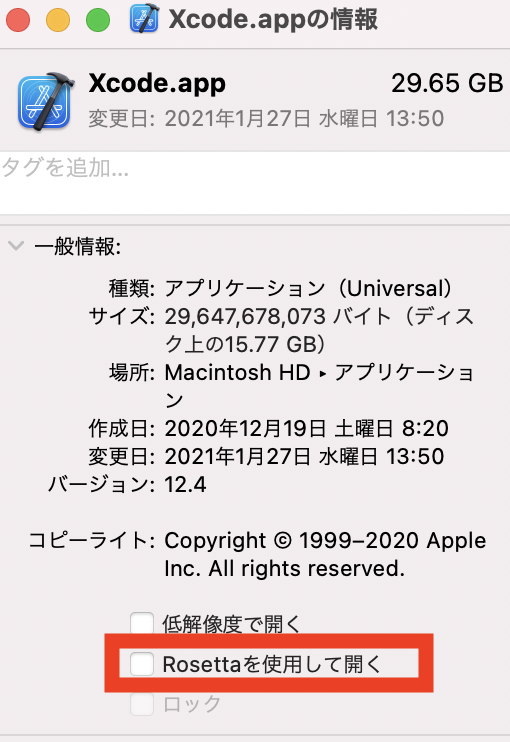 Xcode.appの情報
Xcode.app 29.65 GB
変更日: 2021年1月27日 水曜日 13:50
タグを追加...
一般情報:
種類: アプリケーション（Universal）
サイズ: 29,647,678,073 バイト（ディス
ク上の15.77 GB）
場所: Macintosh HD ▸ アプリケーショ
ン
作成日: 2020年12月19日 土曜日 8:20
変更日: 2021年1月27日 水曜日 13:50
バージョン: 12.4
コピーライト: Copyright © 1999–2020 Apple
Inc. All rights reserved.
低解像度で開く
Rosettaを使用して開く
ロック